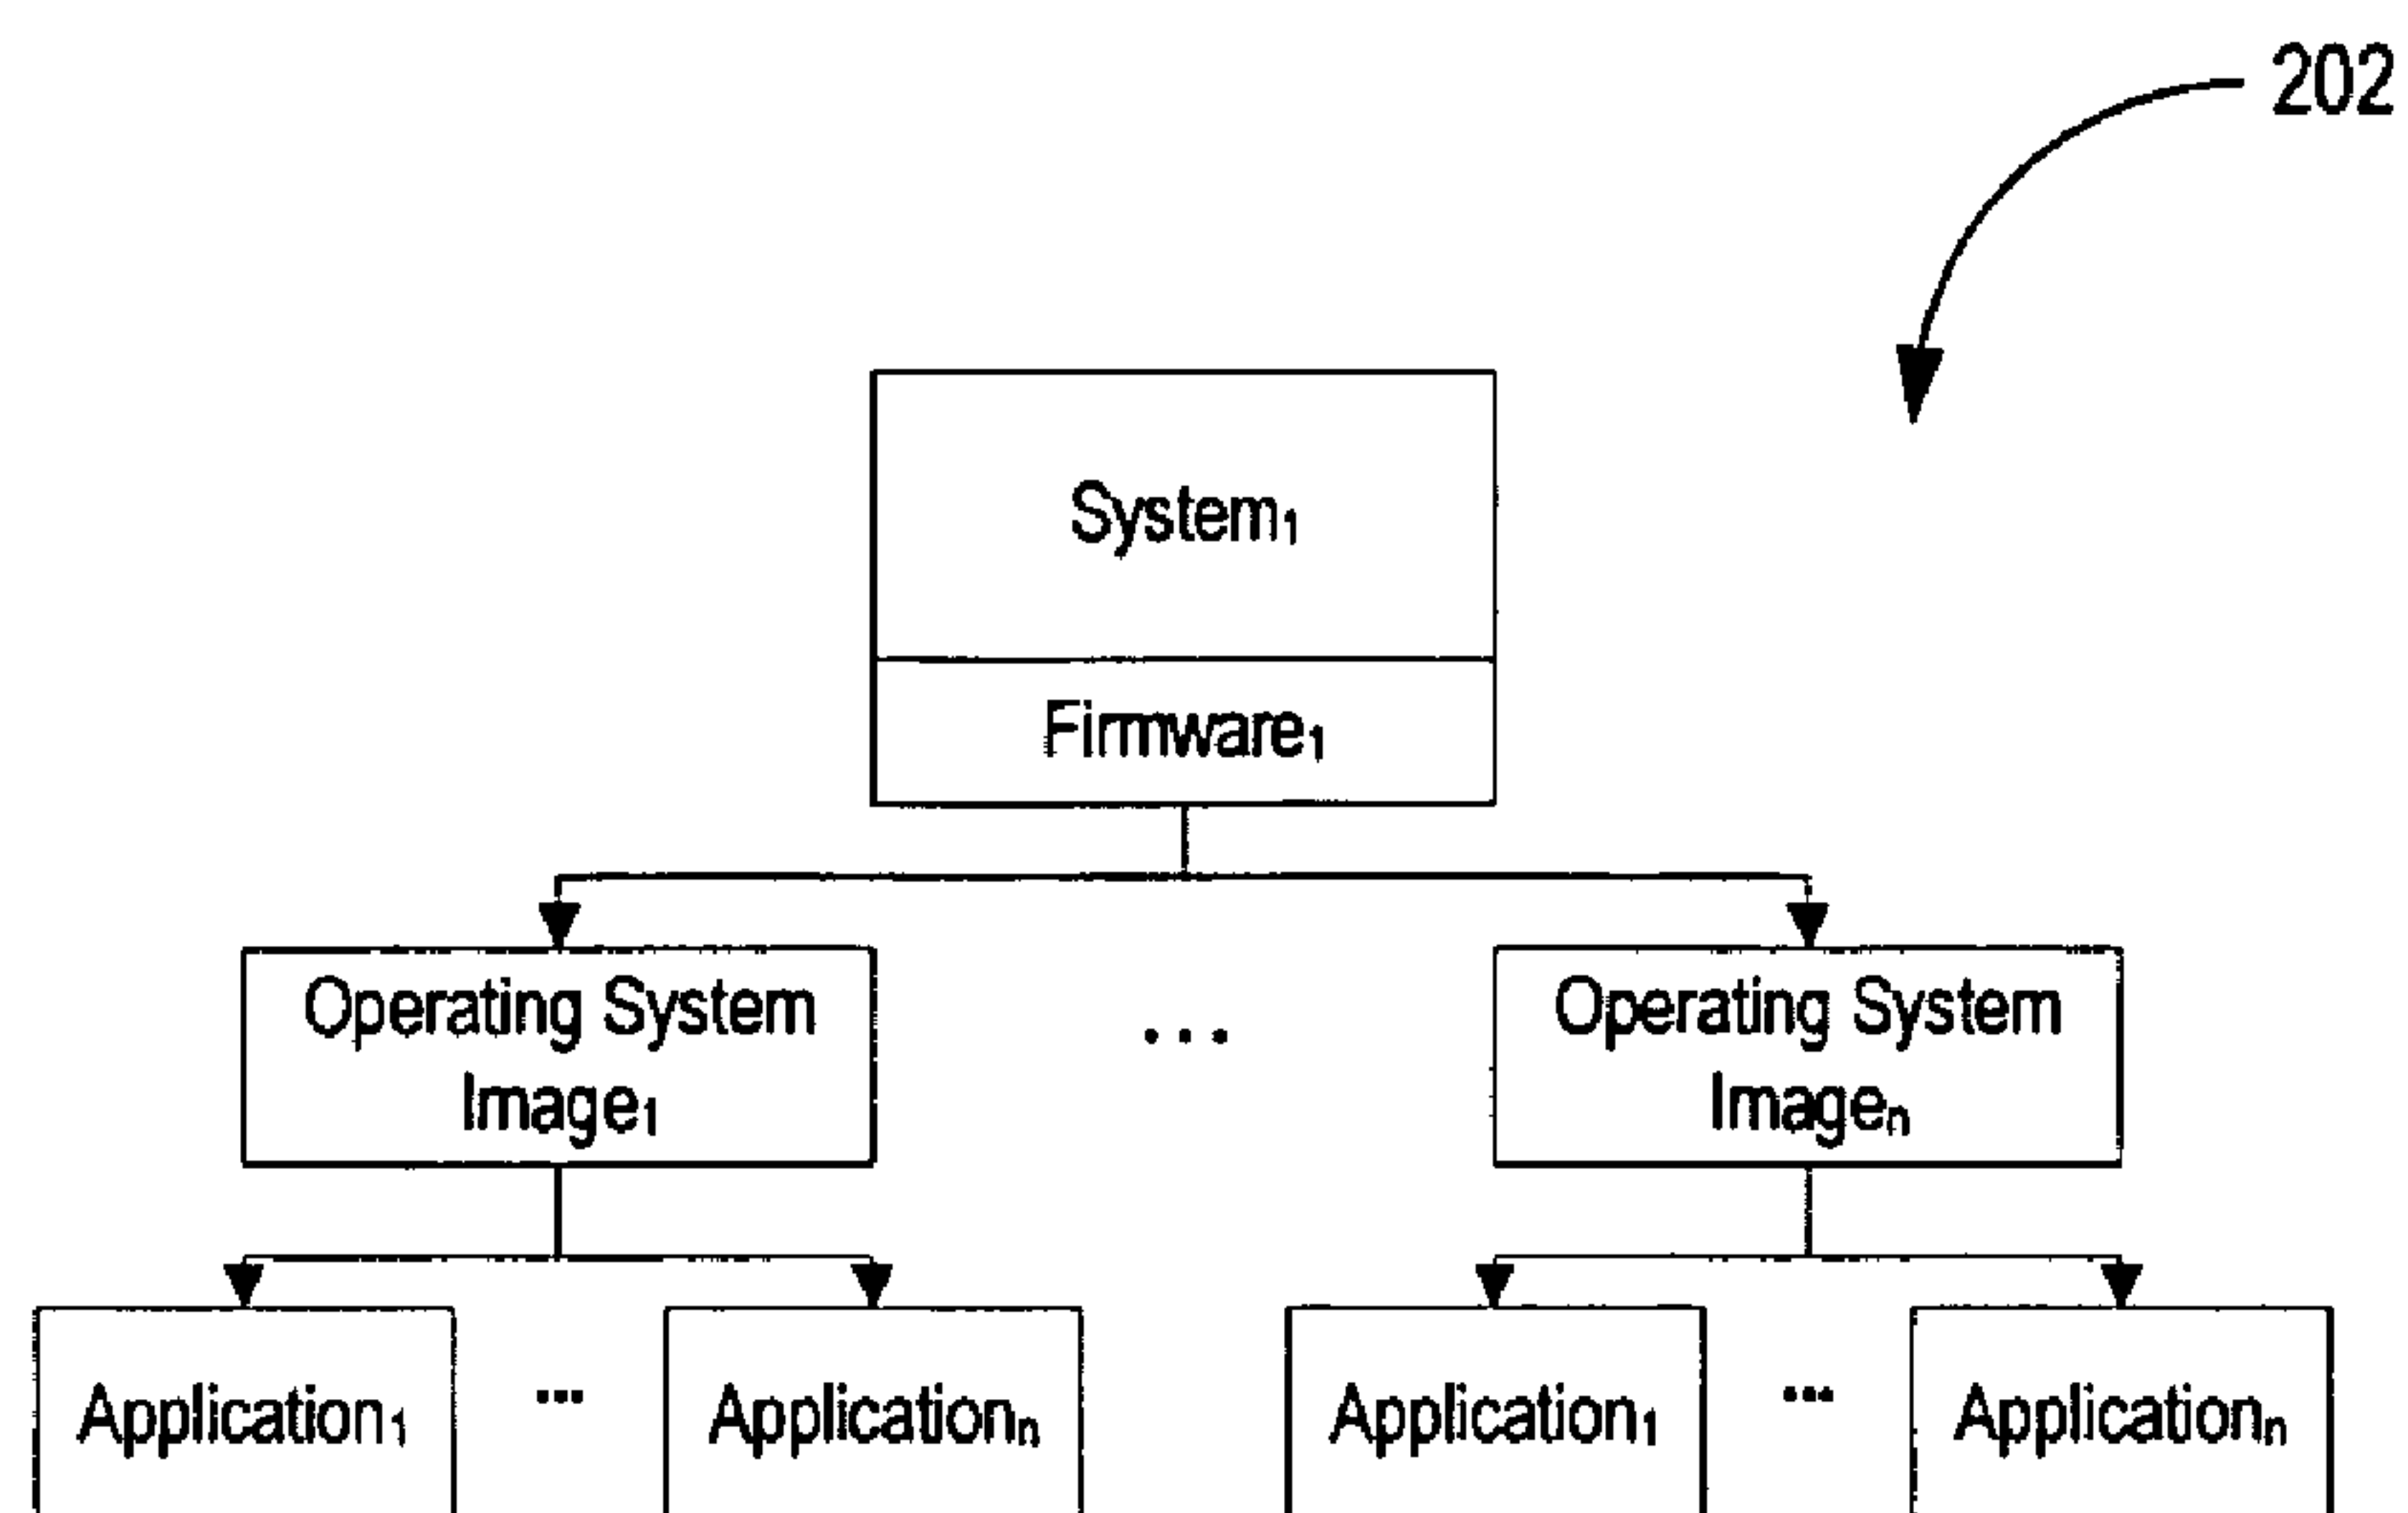 202
System₁
Firmware₁
Operating System
Image₁
...
Operating System
Imageₙ
Application₁
...
Applicationₙ
Application₁
...
Applicationₙ